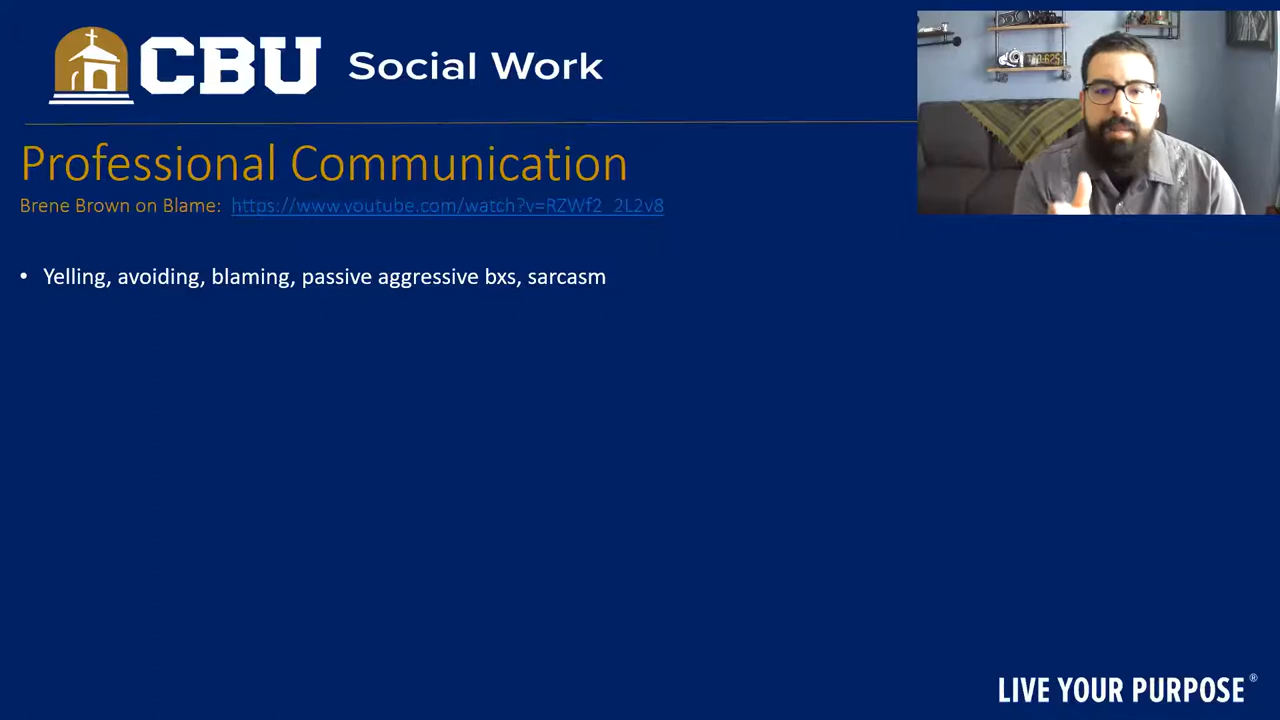 CBU Social Work
Professional Communication
Brene Brown on Blame: https://www.youtube.com/watch?v=RZWf2_2L2v8
• Yelling, avoiding, blaming, passive aggressive bxs, sarcasm
LIVE YOUR PURPOSE®